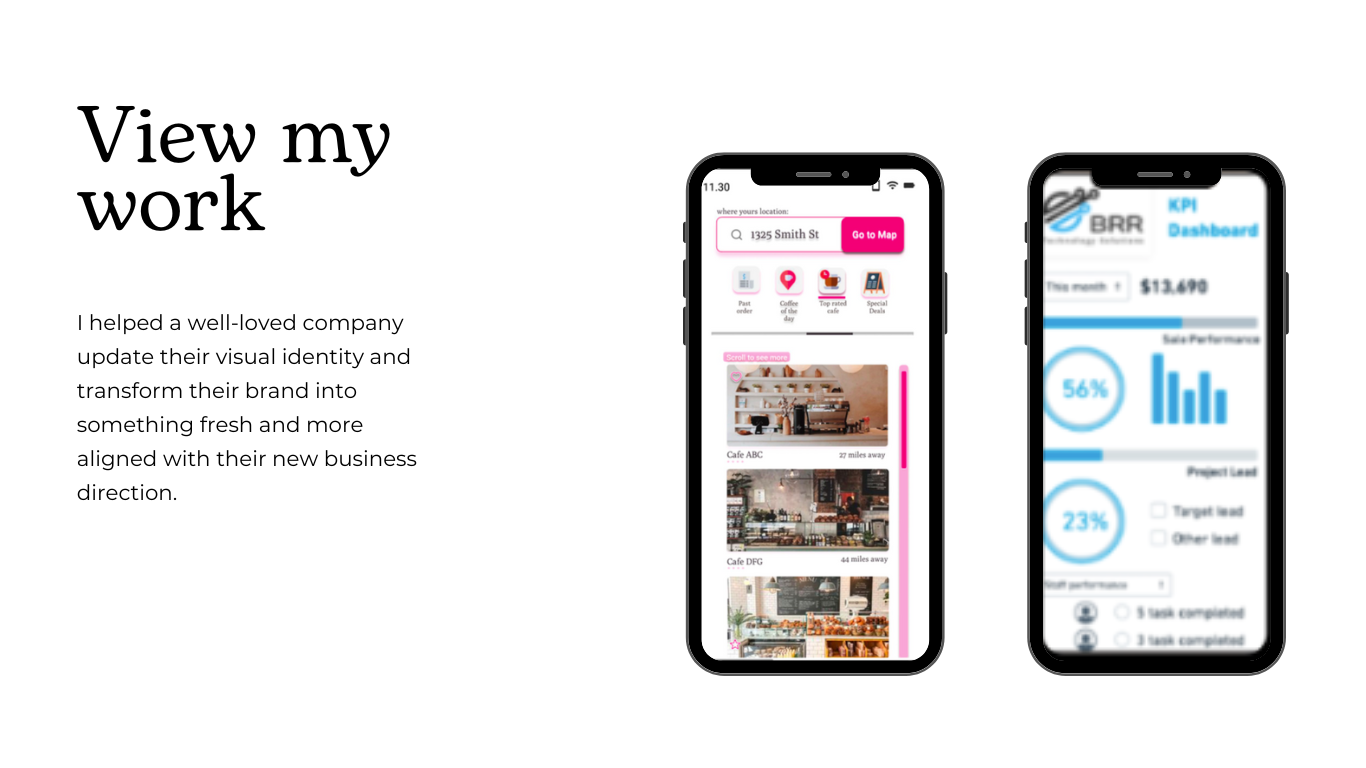 View my
work
I helped a well-loved company
update their visual identity and
transform their brand into
something fresh and more
aligned with their new business
direction.
11.30
where yours location:
1325 Smith St
Go to Map
Past
order
Coffee
of the
day
Top rated
cafe
Special
Deals
Scroll to see more
Cafe ABC
27 miles away
Cafe DFG
44 miles away
BRR
Technology Solutions
KPI
Dashboard
This month
$13,690
Sale Performance
56%
Project Lead
23%
Target lead
Other lead
Staff performance
5 task completed
3 task completed